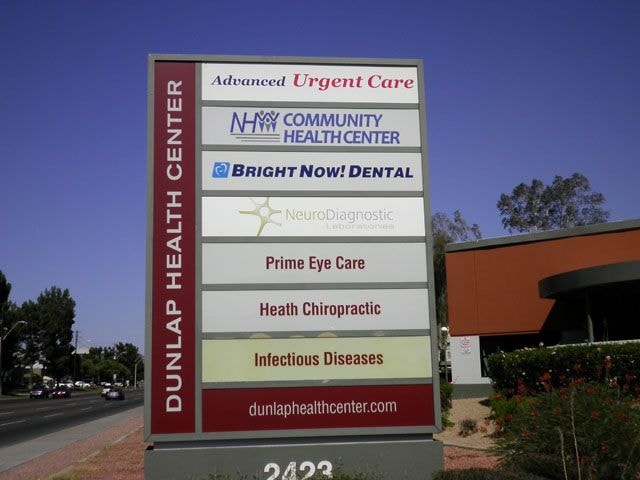 DUNLAP HEALTH CENTER
Advanced Urgent Care
NHW COMMUNITY
HEALTH CENTER
BRIGHT NOW! DENTAL
NeuroDiagnostic
Laboratories
Prime Eye Care
Heath Chiropractic
Infectious Diseases
dunlaphealthcenter.com
2423